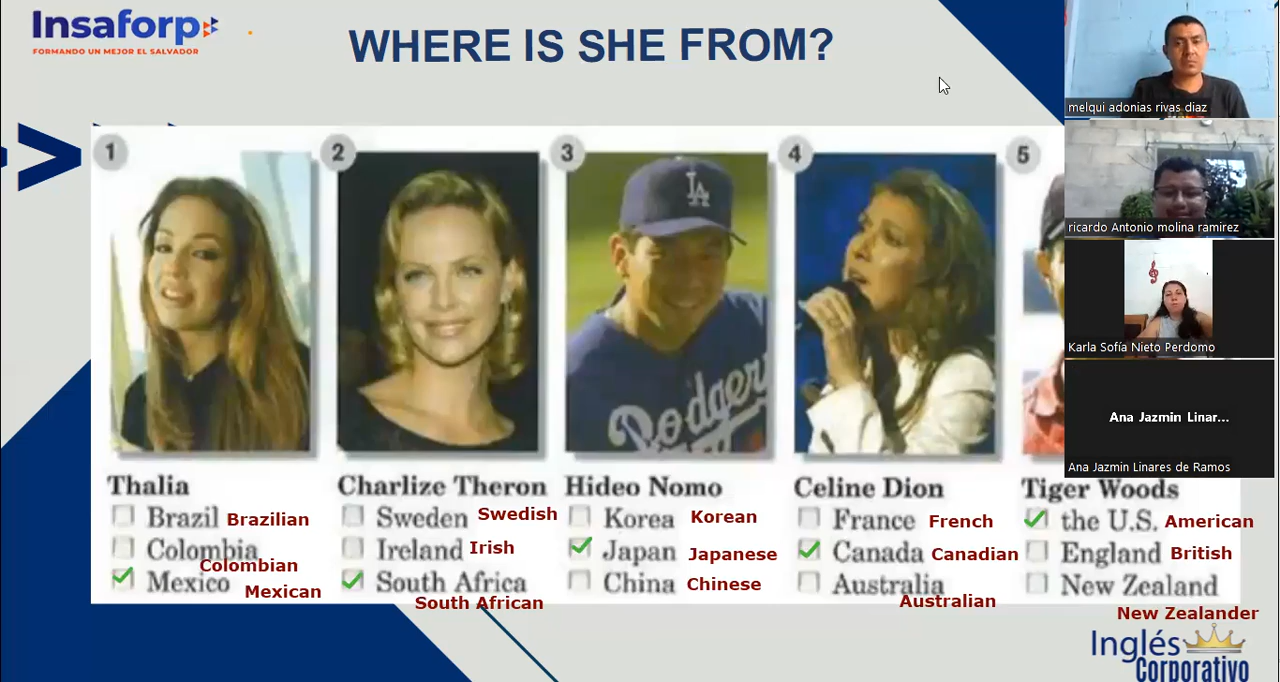 Insaforp
FORMANDO UN MEJOR EL SALVADOR
WHERE IS SHE FROM?
1
2
3
4
5
LA
Dodgers
Thalia
Brazil Brazilian
Colombia
Colombian
Mexico Mexican
Charlize Theron
Sweden Swedish
Ireland Irish
South Africa
South African
Hideo Nomo
Korea Korean
Japan Japanese
China Chinese
Celine Dion
France French
Canada Canadian
Australia
Australian
Tiger Woods
the U.S. American
England British
New Zealand
New Zealander
Inglés
Corporativo
melqui adonias rivas diaz
ricardo Antonio molina ramirez
Karla Sofía Nieto Perdomo
Ana Jazmin Linar...
Ana Jazmin Linares de Ramos